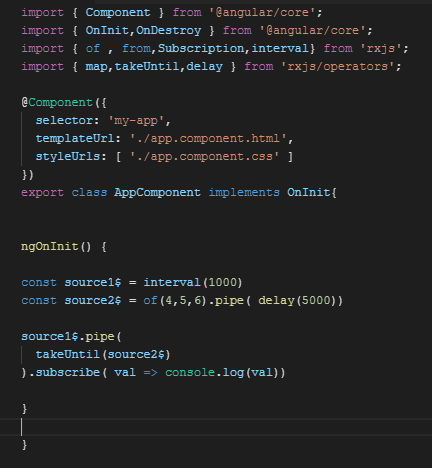 import { Component } from '@angular/core';
import { OnInit,OnDestroy } from '@angular/core';
import { of , from,Subscription,interval} from 'rxjs';
import { map,takeUntil,delay } from 'rxjs/operators';
@Component({
selector: 'my-app',
templateUrl: './app.component.html',
styleUrls: [ './app.component.css' ]
})
export class AppComponent implements OnInit{
ngOnInit() {
const source1$ = interval(1000)
const source2$ = of(4,5,6).pipe( delay(5000))
source1$.pipe(
takeUntil(source2$)
).subscribe( val => console.log(val))
}
}